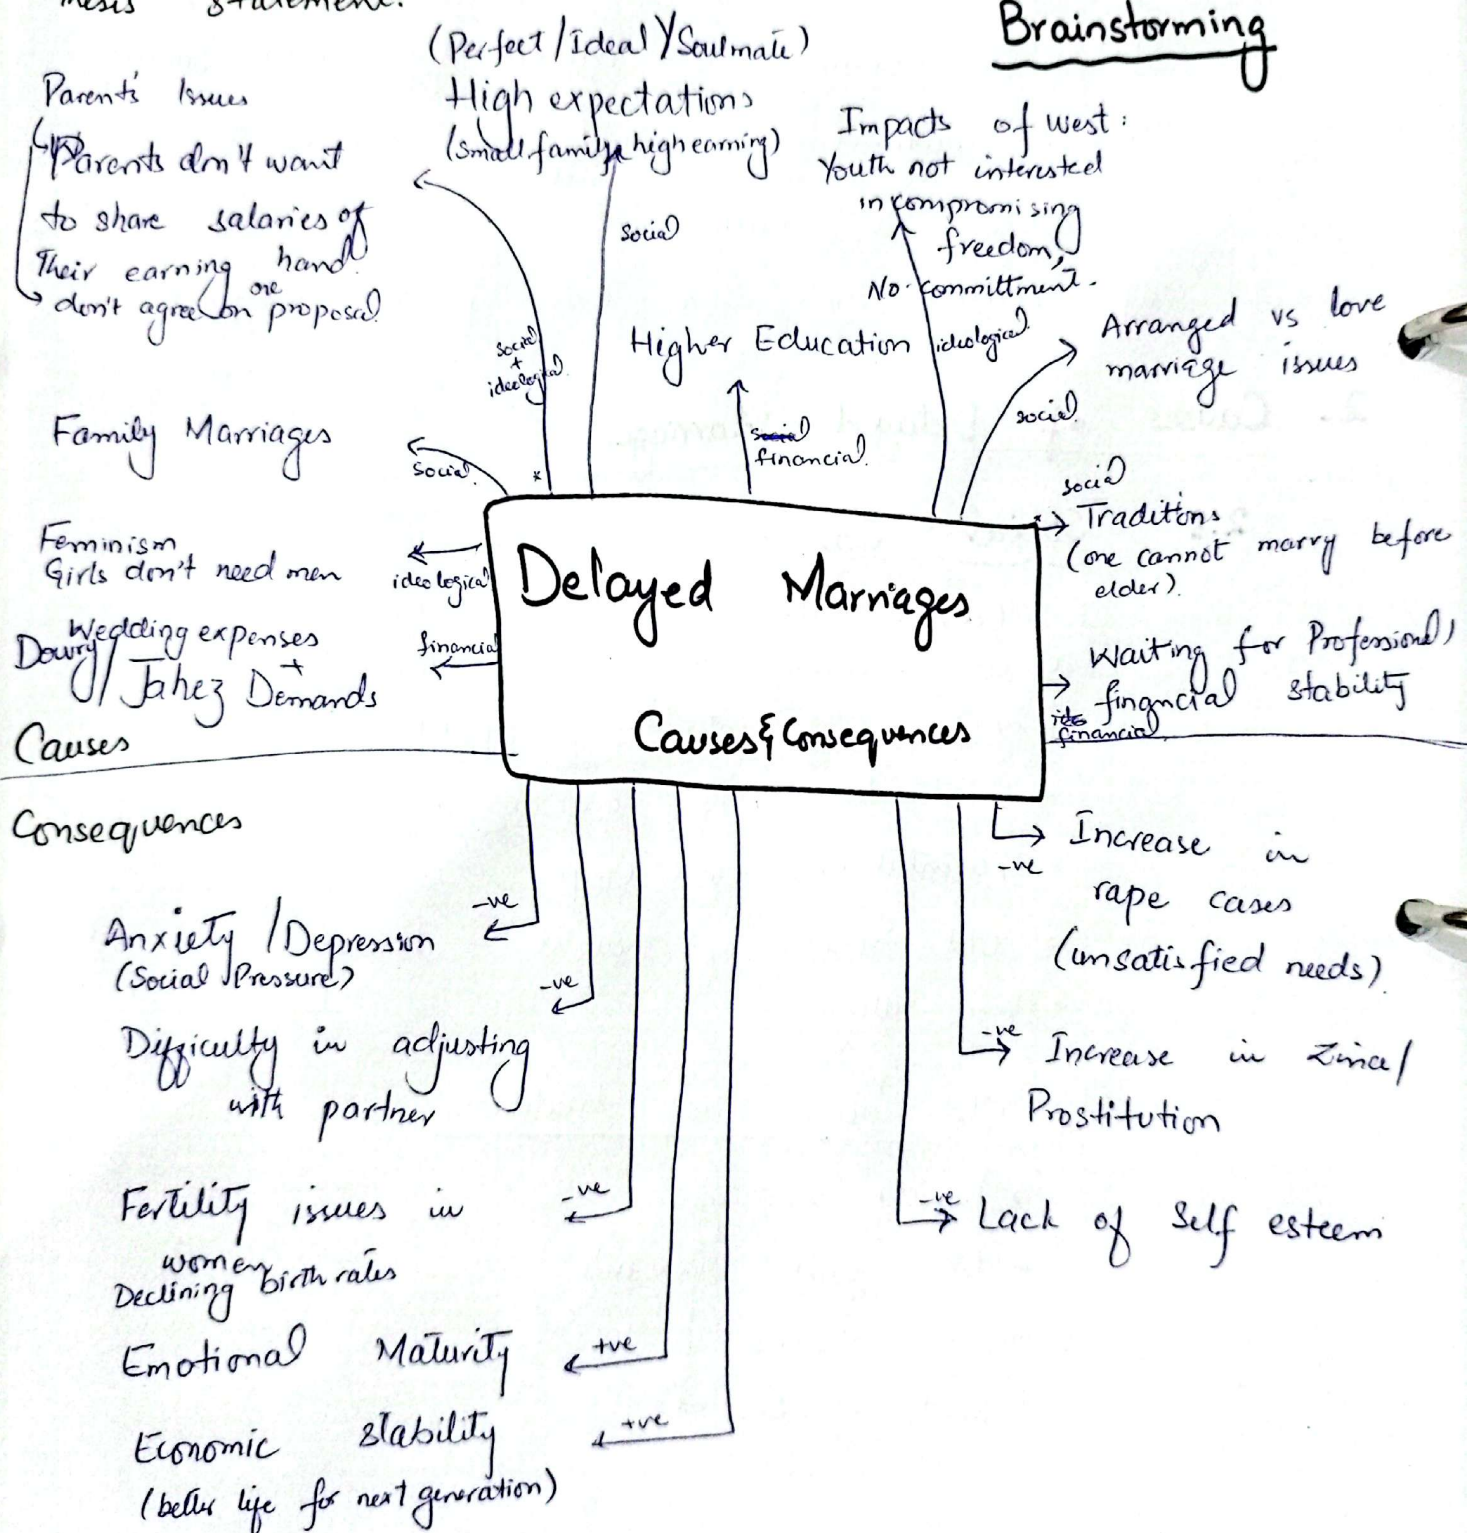 Thesis statement.
Brainstorming
(Perfect/Ideal/Soulmate)
High expectations
(small family, high earning)
social
Parents' Issues
Parents don't want
to share salaries of
Their earning hand.
don't agree on one proposal.
social
+
ideological
Impacts of west:
Youth not interested
in compromising
freedom,
No committment.
ideological
Higher Education
social
financial.
Arranged vs love
marriage issues
social
Family Marriages
social
social
Traditions
(one cannot marry before
elder).
Feminism
Girls don't need men
ideological
Wedding expenses
+
Dowry/Jahez Demands
financial
Waiting for Professional/
financial stability
financial
Delayed Marriages
Causes & Consequences
Causes
Consequences
-ve
Anxiety/Depression
(Social Pressure)
-ve
Difficulty in adjusting
with partner
-ve
Fertility issues in
women
Declining birth rates
+ve
Emotional Maturity
+ve
Economic stability
(better life for next generation)
-ve
Increase in
rape cases
(unsatisfied needs)
-ve
Increase in Zina/
Prostitution
-ve
Lack of Self esteem